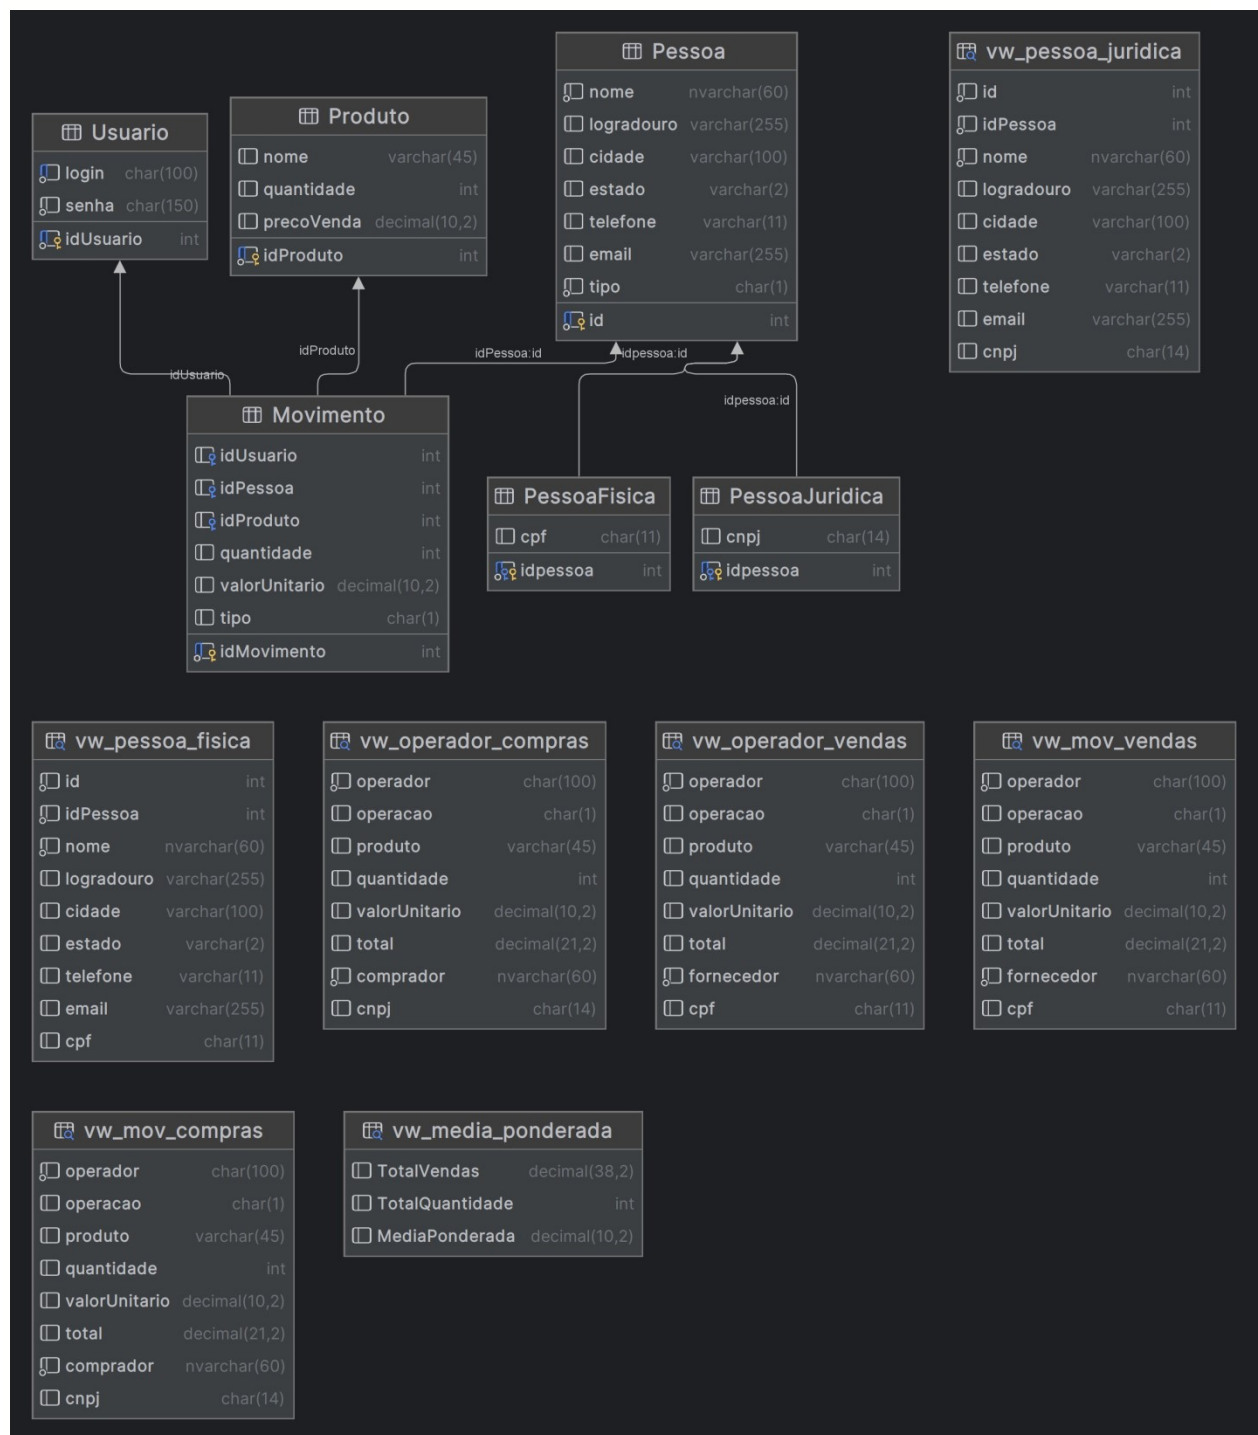 Usuario
login char(100)
senha char(150)
idUsuario int
Produto
nome varchar(45)
quantidade int
precoVenda decimal(10,2)
idProduto int
Pessoa
nome nvarchar(60)
logradouro varchar(255)
cidade varchar(100)
estado varchar(2)
telefone varchar(11)
email varchar(255)
tipo char(1)
id int
vw_pessoa_juridica
id int
idPessoa int
nome nvarchar(60)
logradouro varchar(255)
cidade varchar(100)
estado varchar(2)
telefone varchar(11)
email varchar(255)
cnpj char(14)
idUsuario
idProduto
idPessoa:id
idpessoa:id
idpessoa:id
Movimento
idUsuario int
idPessoa int
idProduto int
quantidade int
valorUnitario decimal(10,2)
tipo char(1)
idMovimento int
PessoaFisica
cpf char(11)
idpessoa int
PessoaJuridica
cnpj char(14)
idpessoa int
vw_pessoa_fisica
id int
idPessoa int
nome nvarchar(60)
logradouro varchar(255)
cidade varchar(100)
estado varchar(2)
telefone varchar(11)
email varchar(255)
cpf char(11)
vw_operador_compras
operador char(100)
operacao char(1)
produto varchar(45)
quantidade int
valorUnitario decimal(10,2)
total decimal(21,2)
comprador nvarchar(60)
cnpj char(14)
vw_operador_vendas
operador char(100)
operacao char(1)
produto varchar(45)
quantidade int
valorUnitario decimal(10,2)
total decimal(21,2)
fornecedor nvarchar(60)
cpf char(11)
vw_mov_vendas
operador char(100)
operacao char(1)
produto varchar(45)
quantidade int
valorUnitario decimal(10,2)
total decimal(21,2)
fornecedor nvarchar(60)
cpf char(11)
vw_mov_compras
operador char(100)
operacao char(1)
produto varchar(45)
quantidade int
valorUnitario decimal(10,2)
total decimal(21,2)
comprador nvarchar(60)
cnpj char(14)
vw_media_ponderada
TotalVendas decimal(38,2)
TotalQuantidade int
MediaPonderada decimal(10,2)